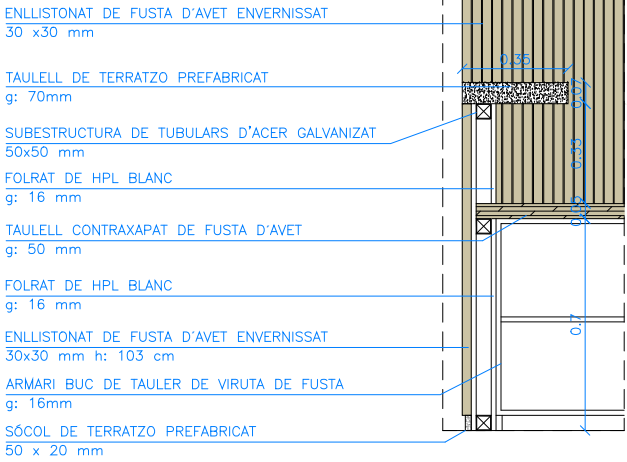 ENLLISTONAT DE FUSTA D'AVET ENVERNISSAT
30 x30 mm
0.35
TAULELL DE TERRATZO PREFABRICAT
g: 70mm
0.07
SUBESTRUCTURA DE TUBULARS D'ACER GALVANIZAT
50x50 mm
0.33
FOLRAT DE HPL BLANC
g: 16 mm
0.05
TAULELL CONTRAXAPAT DE FUSTA D'AVET
g: 50 mm
FOLRAT DE HPL BLANC
g: 16 mm
0.7
ENLLISTONAT DE FUSTA D'AVET ENVERNISSAT
30x30 mm h: 103 cm
ARMARI BUC DE TAULER DE VIRUTA DE FUSTA
g: 16mm
SÓCOL DE TERRATZO PREFABRICAT
50 x 20 mm